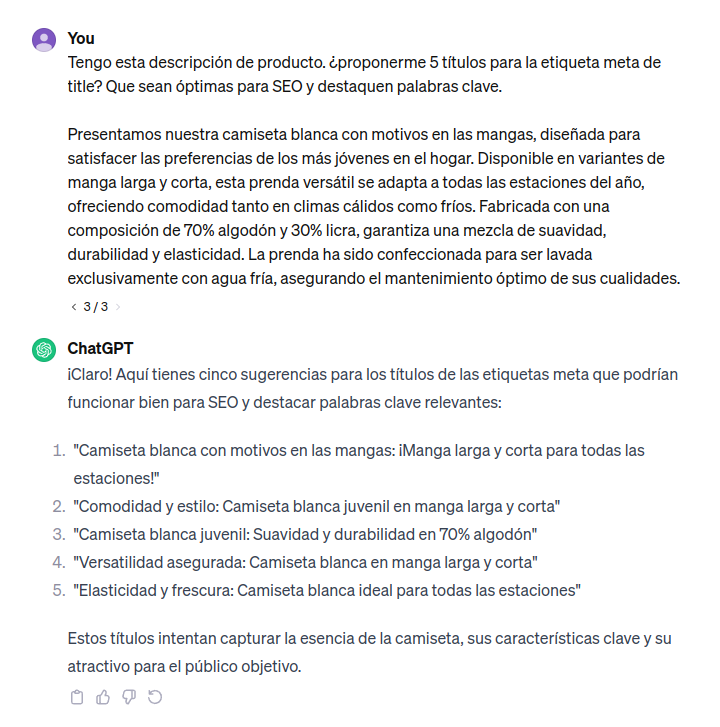 You
Tengo esta descripción de producto. ¿proponerme 5 títulos para la etiqueta meta de
title? Que sean óptimas para SEO y destaquen palabras clave.
Presentamos nuestra camiseta blanca con motivos en las mangas, diseñada para
satisfacer las preferencias de los más jóvenes en el hogar. Disponible en variantes de
manga larga y corta, esta prenda versátil se adapta a todas las estaciones del año,
ofreciendo comodidad tanto en climas cálidos como fríos. Fabricada con una
composición de 70% algodón y 30% licra, garantiza una mezcla de suavidad,
durabilidad y elasticidad. La prenda ha sido confeccionada para ser lavada
exclusivamente con agua fría, asegurando el mantenimiento óptimo de sus cualidades.
< 3 / 3 >
ChatGPT
¡Claro! Aquí tienes cinco sugerencias para los títulos de las etiquetas meta que podrían
funcionar bien para SEO y destacar palabras clave relevantes:
1. "Camiseta blanca con motivos en las mangas: ¡Manga larga y corta para todas las
estaciones!"
2. "Comodidad y estilo: Camiseta blanca juvenil en manga larga y corta"
3. "Camiseta blanca juvenil: Suavidad y durabilidad en 70% algodón"
4. "Versatilidad asegurada: Camiseta blanca en manga larga y corta"
5. "Elasticidad y frescura: Camiseta blanca ideal para todas las estaciones"
Estos títulos intentan capturar la esencia de la camiseta, sus características clave y su
atractivo para el público objetivo.